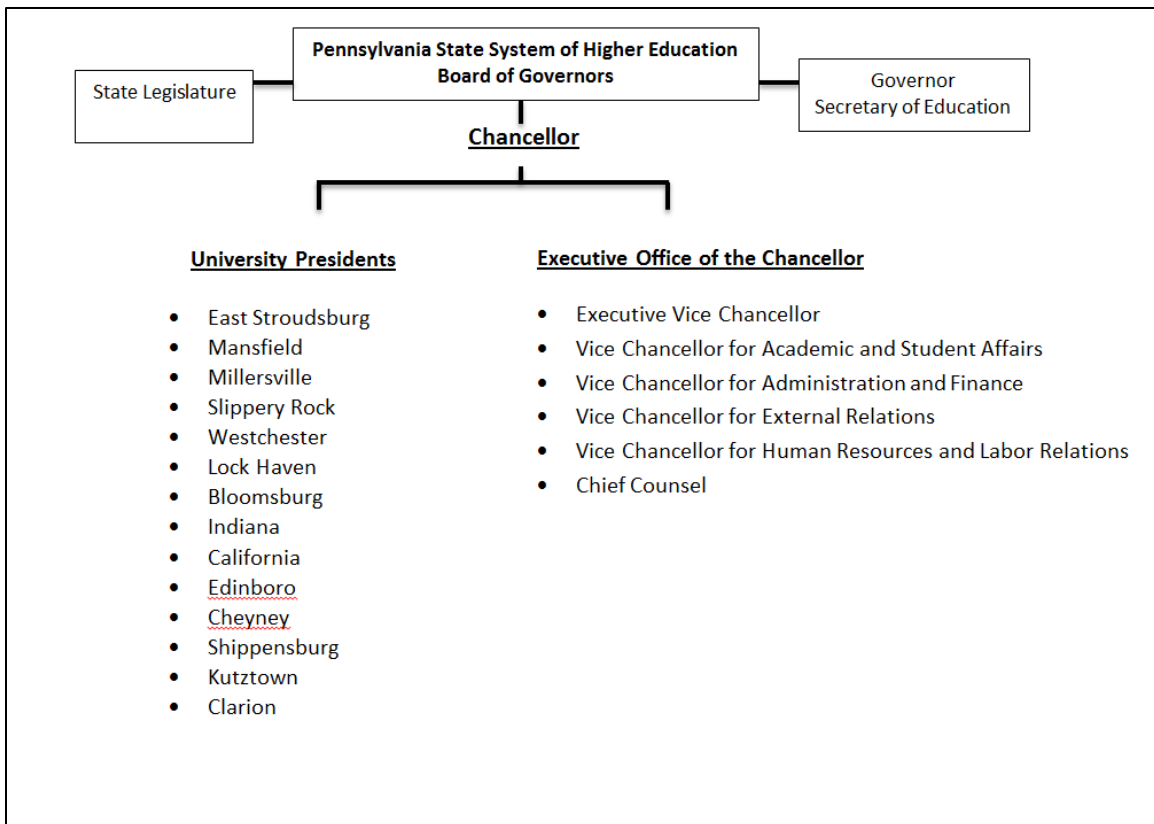 Pennsylvania State System of Higher Education
Board of Governors
State Legislature
Governor
Secretary of Education
Chancellor
University Presidents
• East Stroudsburg
• Mansfield
• Millersville
• Slippery Rock
• Westchester
• Lock Haven
• Bloomsburg
• Indiana
• California
• Edinboro
• Cheyney
• Shippensburg
• Kutztown
• Clarion
Executive Office of the Chancellor
• Executive Vice Chancellor
• Vice Chancellor for Academic and Student Affairs
• Vice Chancellor for Administration and Finance
• Vice Chancellor for External Relations
• Vice Chancellor for Human Resources and Labor Relations
• Chief Counsel